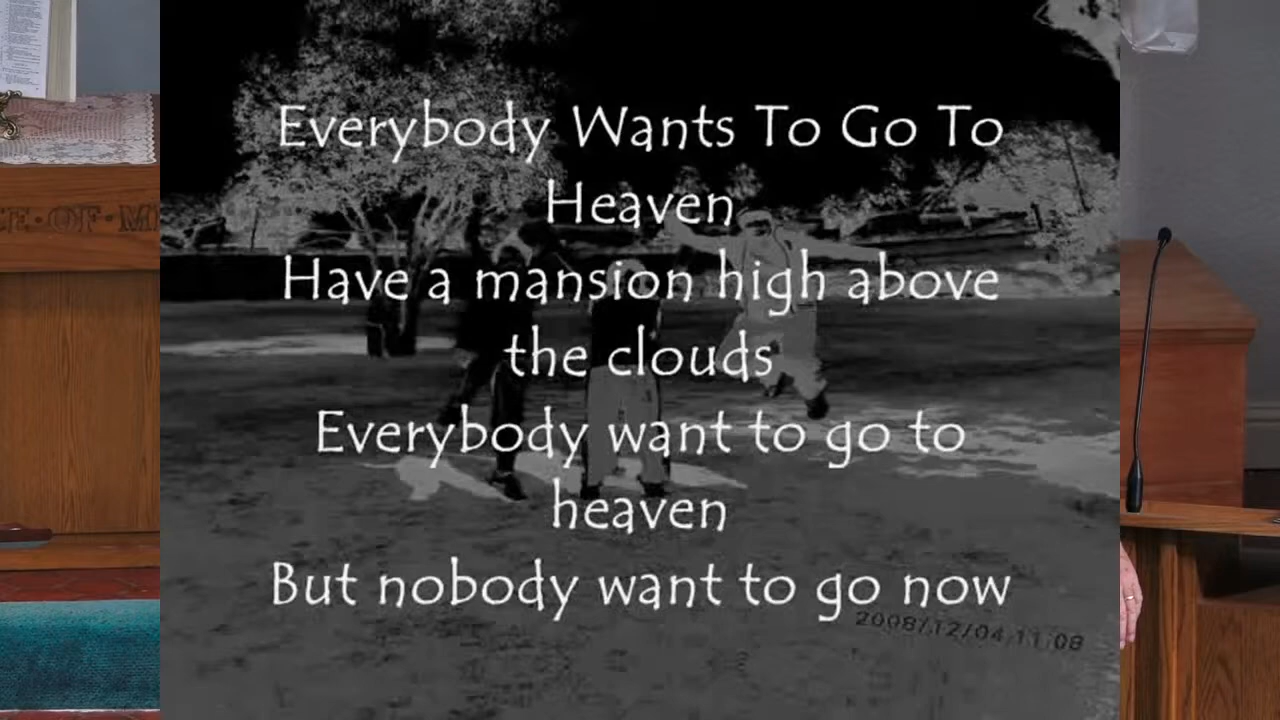 E·OF·M
Everybody Wants To Go To
Heaven
Have a mansion high above
the clouds
Everybody want to go to
heaven
But nobody want to go now
2008/12/04 11:08